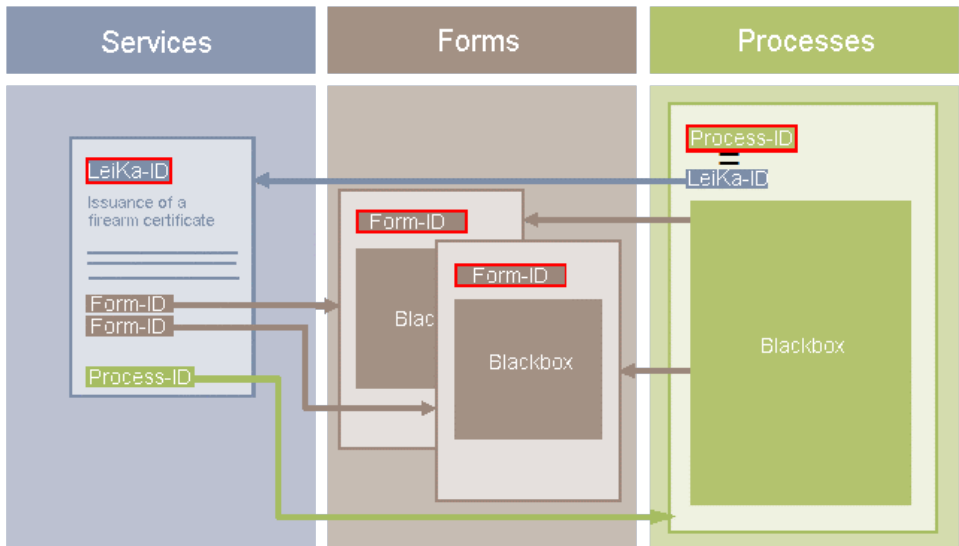 Services
Forms
Processes
LeiKa-ID
Issuance of a
firearm certificate
Form-ID
Form-ID
Process-ID
Form-ID
Blac
Form-ID
Blackbox
Process-ID
=
LeiKa-ID
Blackbox